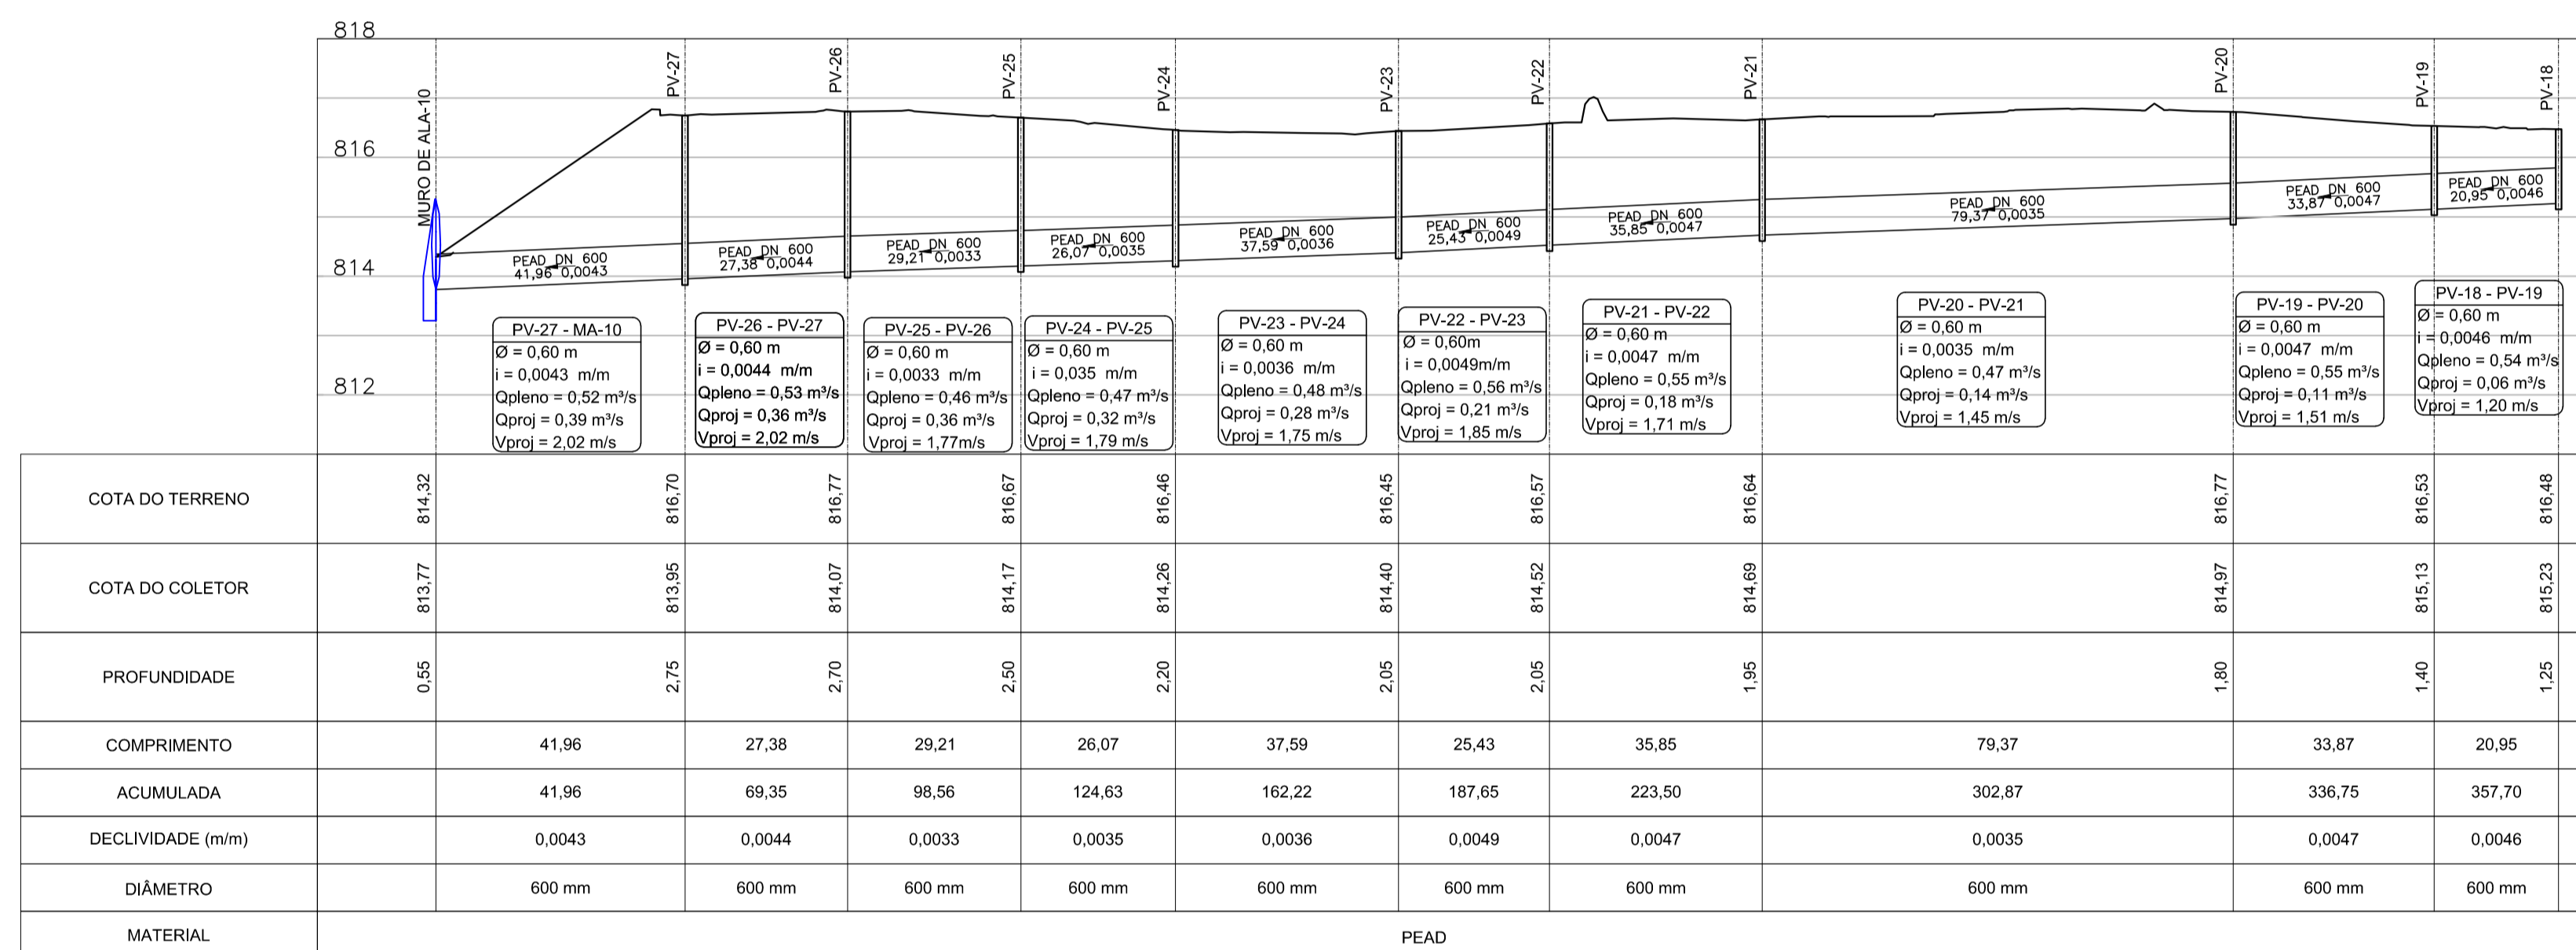 818
816
814
812
MURO DE ALA-10
PV-27
PV-26
PV-25
PV-24
PV-23
PV-22
PV-21
PV-20
PV-19
PV-18
PEAD DN 600
41,96 0,0043
PEAD DN 600
27,38 0,0044
PEAD DN 600
29,21 0,0033
PEAD DN 600
26,07 0,0035
PEAD DN 600
37,59 0,0036
PEAD DN 600
25,43 0,0049
PEAD DN 600
35,85 0,0047
PEAD DN 600
79,37 0,0035
PEAD DN 600
33,87 0,0047
PEAD DN 600
20,95 0,0046
PV-27 - MA-10
Ø = 0,60 m
i = 0,0043 m/m
Qpleno = 0,52 m³/s
Qproj = 0,39 m³/s
Vproj = 2,02 m/s
PV-26 - PV-27
Ø = 0,60 m
i = 0,0044 m/m
Qpleno = 0,53 m³/s
Qproj = 0,36 m³/s
Vproj = 2,02 m/s
PV-25 - PV-26
Ø = 0,60 m
i = 0,0033 m/m
Qpleno = 0,46 m³/s
Qproj = 0,36 m³/s
Vproj = 1,77m/s
PV-24 - PV-25
Ø = 0,60 m
i = 0,035 m/m
Qpleno = 0,47 m³/s
Qproj = 0,32 m³/s
Vproj = 1,79 m/s
PV-23 - PV-24
Ø = 0,60 m
i = 0,0036 m/m
Qpleno = 0,48 m³/s
Qproj = 0,28 m³/s
Vproj = 1,75 m/s
PV-22 - PV-23
Ø = 0,60m
i = 0,0049m/m
Qpleno = 0,56 m³/s
Qproj = 0,21 m³/s
Vproj = 1,85 m/s
PV-21 - PV-22
Ø = 0,60 m
i = 0,0047 m/m
Qpleno = 0,55 m³/s
Qproj = 0,18 m³/s
Vproj = 1,71 m/s
PV-20 - PV-21
Ø = 0,60 m
i = 0,0035 m/m
Qpleno = 0,47 m³/s
Qproj = 0,14 m³/s
Vproj = 1,45 m/s
PV-19 - PV-20
Ø = 0,60 m
i = 0,0047 m/m
Qpleno = 0,55 m³/s
Qproj = 0,11 m³/s
Vproj = 1,51 m/s
PV-18 - PV-19
Ø = 0,60 m
i = 0,0046 m/m
Qpleno = 0,54 m³/s
Qproj = 0,06 m³/s
Vproj = 1,20 m/s
COTA DO TERRENO 814,32 816,70 816,77 816,67 816,46 816,45 816,57 816,64 816,77 816,53 816,48
COTA DO COLETOR 813,77 813,95 814,07 814,17 814,26 814,40 814,52 814,69 814,97 815,13 815,23
PROFUNDIDADE 0,55 2,75 2,70 2,50 2,20 2,05 2,05 1,95 1,80 1,40 1,25
COMPRIMENTO 41,96 27,38 29,21 26,07 37,59 25,43 35,85 79,37 33,87 20,95
ACUMULADA 41,96 69,35 98,56 124,63 162,22 187,65 223,50 302,87 336,75 357,70
DECLIVIDADE (m/m) 0,0043 0,0044 0,0033 0,0035 0,0036 0,0049 0,0047 0,0035 0,0047 0,0046
DIÂMETRO 600 mm 600 mm 600 mm 600 mm 600 mm 600 mm 600 mm 600 mm 600 mm 600 mm
MATERIAL PEAD